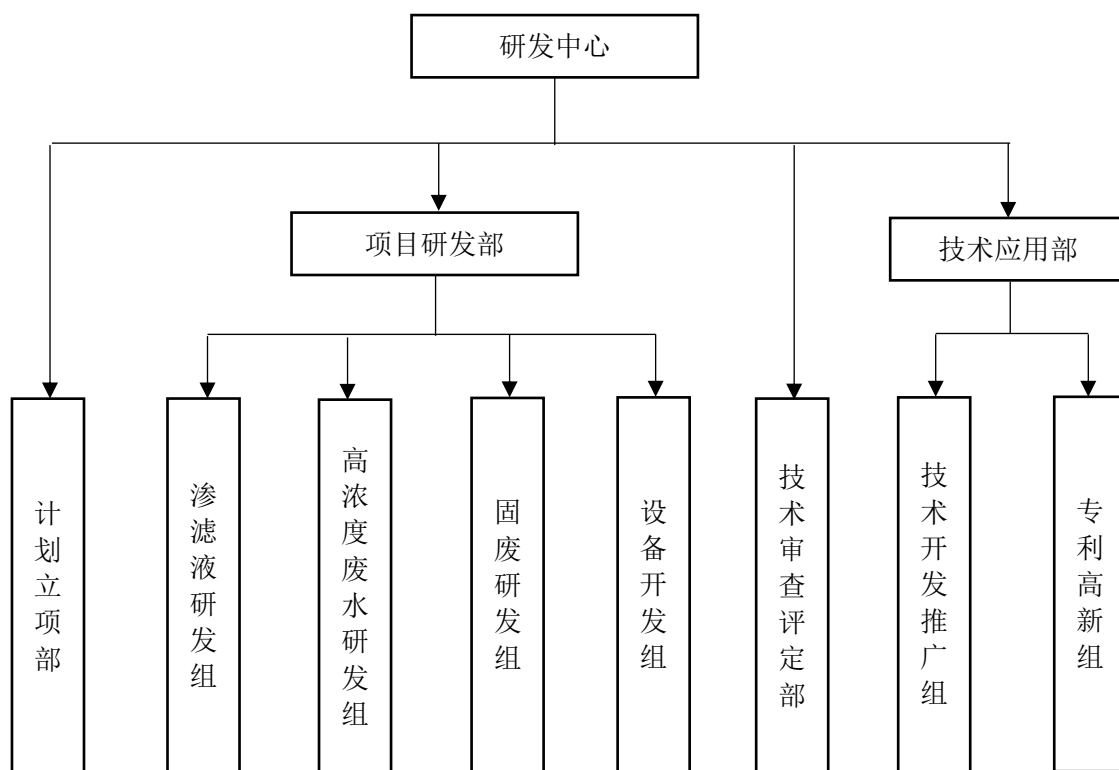 研发中心
项目研发部
技术应用部
计划立项部
渗滤液研发组
高浓度废水研发组
固废研发组
设备开发组
技术审查评定部
技术开发推广组
专利高新组